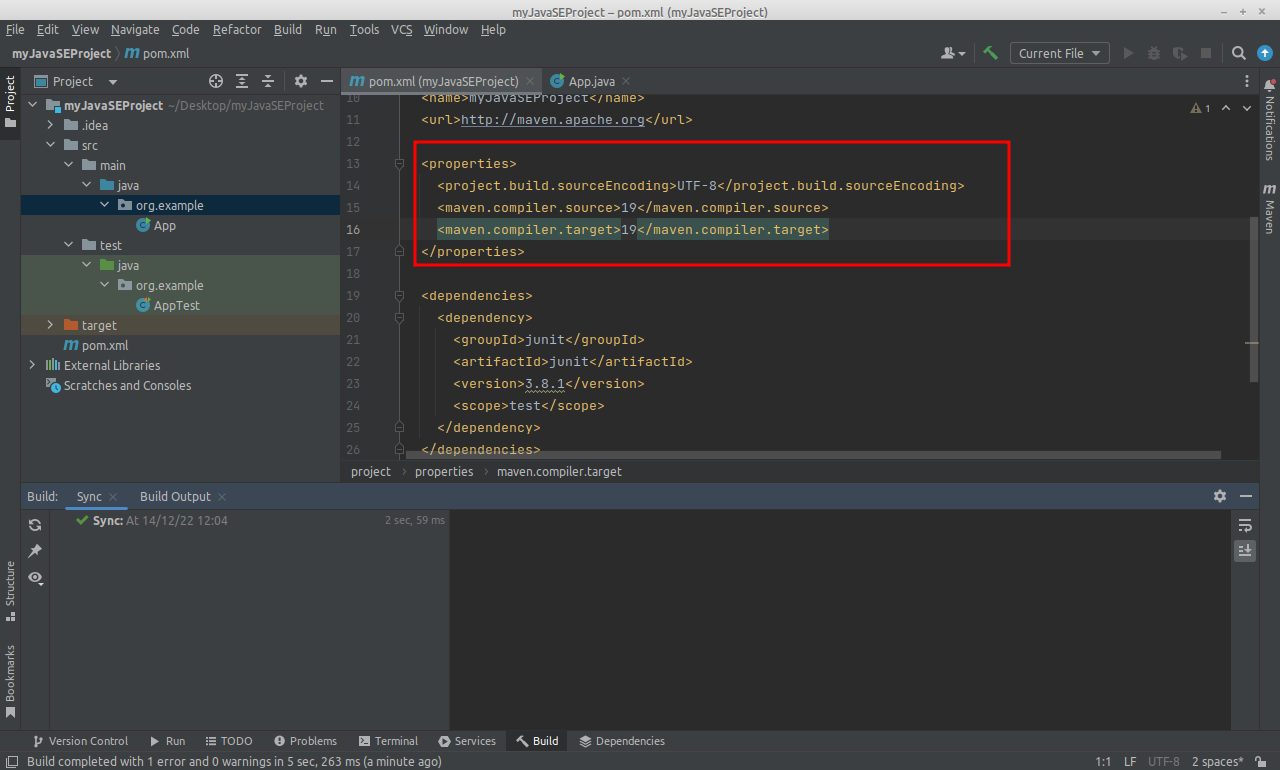 myJavaSEProject – pom.xml (myJavaSEProject)
File Edit View Navigate Code Refactor Build Run Tools VCS Window Help
myJavaSEProject pom.xml
Current File
Project
Project
pom.xml (myJavaSEProject)
App.java
myJavaSEProject ~/Desktop/myJavaSEProject
.idea
src
main
java
org.example
App
test
java
org.example
AppTest
target
pom.xml
External Libraries
Scratches and Consoles
10 <name>myJavaSEProject</name>
11 <url>http://maven.apache.org</url>
12
13 <properties>
14 <project.build.sourceEncoding>UTF-8</project.build.sourceEncoding>
15 <maven.compiler.source>19</maven.compiler.source>
16 <maven.compiler.target>19</maven.compiler.target>
17 </properties>
18
19 <dependencies>
20 <dependency>
21 <groupId>junit</groupId>
22 <artifactId>junit</artifactId>
23 <version>3.8.1</version>
24 <scope>test</scope>
25 </dependency>
26 </dependencies>
1
Notifications
Maven
project properties maven.compiler.target
Build: Sync Build Output
Sync: At 14/12/22 12:04 2 sec, 59 ms
Structure
Bookmarks
Version Control Run TODO Problems Terminal Services Build Dependencies
Build completed with 1 error and 0 warnings in 5 sec, 263 ms (a minute ago) 1:1 LF UTF-8 2 spaces*